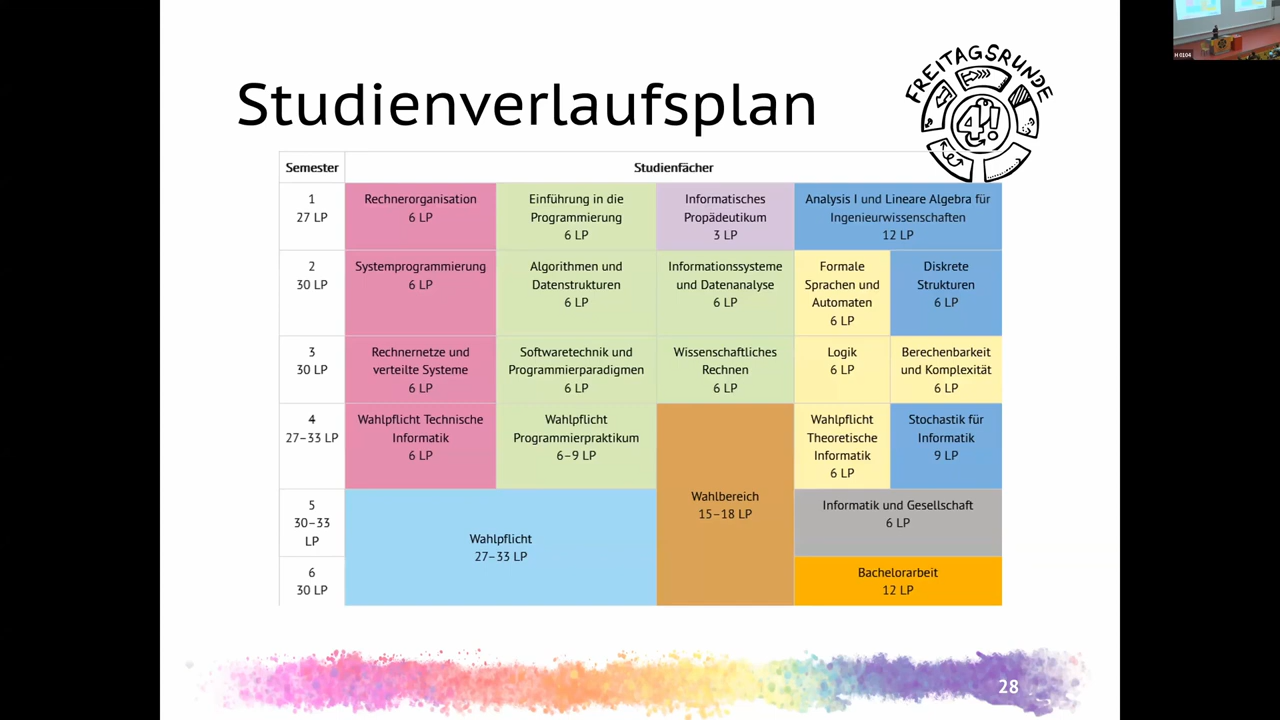 H 0104
FREITAGSRUNDE
4!
Studienverlaufsplan
Semester
Studienfächer
1
27 LP
Rechnerorganisation
6 LP
Einführung in die
Programmierung
6 LP
Informatisches
Propädeutikum
3 LP
Analysis I und Lineare Algebra für
Ingenieurwissenschaften
12 LP
2
30 LP
Systemprogrammierung
6 LP
Algorithmen und
Datenstrukturen
6 LP
Informationssysteme
und Datenanalyse
6 LP
Formale
Sprachen und
Automaten
6 LP
Diskrete
Strukturen
6 LP
3
30 LP
Rechnernetze und
verteilte Systeme
6 LP
Softwaretechnik und
Programmierparadigmen
6 LP
Wissenschaftliches
Rechnen
6 LP
Logik
6 LP
Berechenbarkeit
und Komplexität
6 LP
4
27–33 LP
Wahlpflicht Technische
Informatik
6 LP
Wahlpflicht
Programmierpraktikum
6–9 LP
Wahlbereich
15–18 LP
Wahlpflicht
Theoretische
Informatik
6 LP
Stochastik für
Informatik
9 LP
5
30–33
LP
Wahlpflicht
27–33 LP
Informatik und Gesellschaft
6 LP
6
30 LP
Bachelorarbeit
12 LP
28